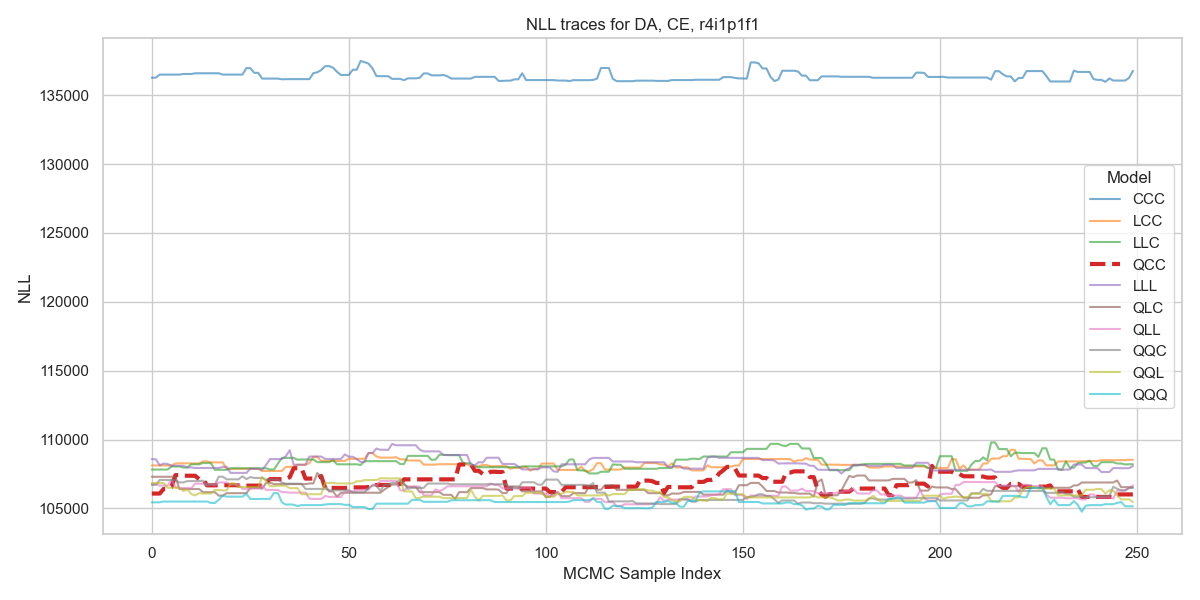 NLL traces for DA, CE, r4i1p1f1
NLL
135000
130000
125000
120000
115000
110000
105000
0
50
100
150
200
250
MCMC Sample Index
Model
CCC
LCC
LLC
QCC
LLL
QLC
QLL
QQC
QQL
QQQ